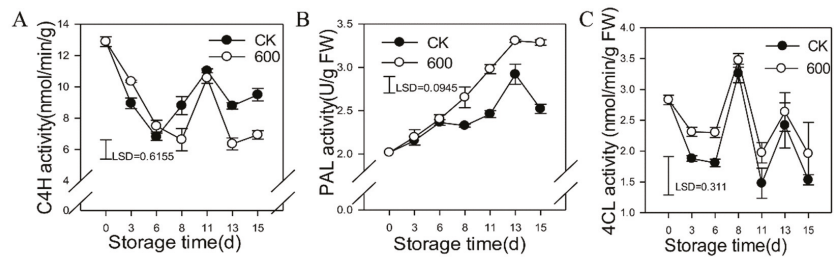 A
C4H activity(nmol/min/g)
14
12
10
8
6
4
0
CK
600
LSD=0.6155
0 3 6 8 11 13 15
Storage time(d)
B
PAL activity(U/g FW)
3.5
3.0
2.5
2.0
0.0
CK
600
LSD=0.0945
0 3 6 8 11 13 15
Storage time(d)
C
4CL activity (nmol/min/g FW)
4.0
3.5
3.0
2.5
2.0
1.5
1.0
CK
600
LSD=0.311
0 3 6 8 11 13 15
Storage time(d)